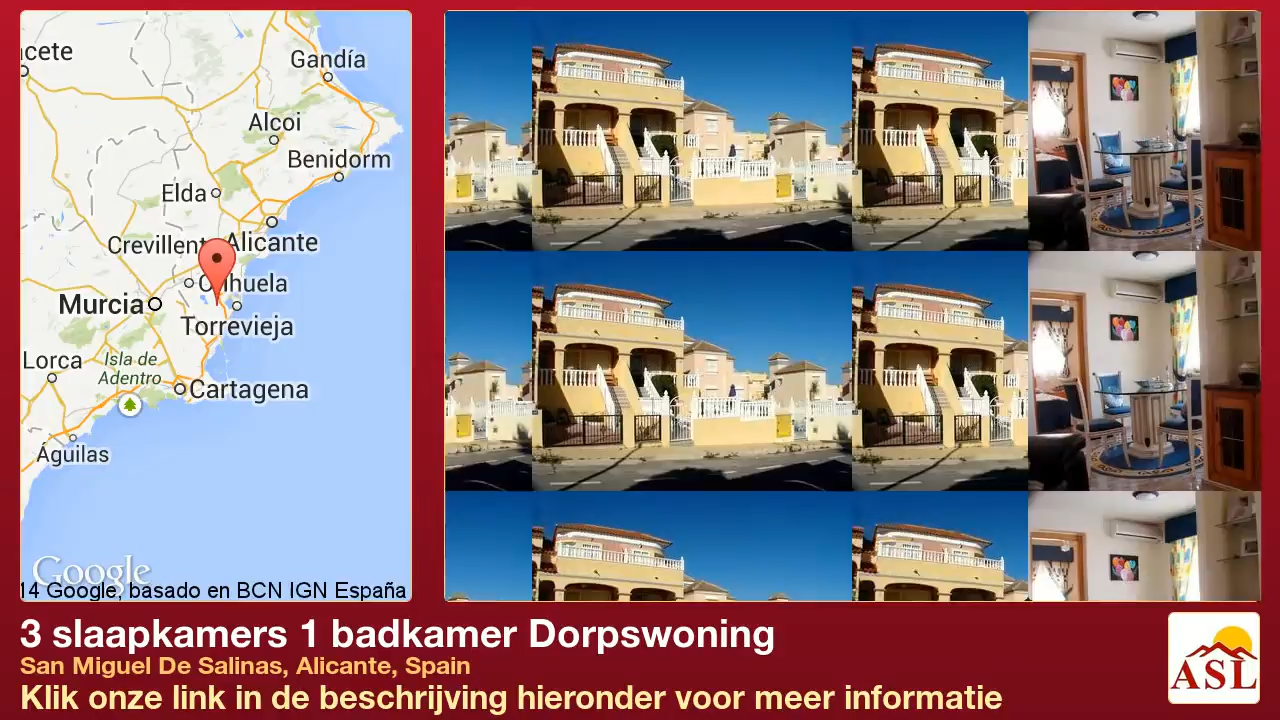 cete
Gandía
Alcoi
Benidorm
Elda
Crevillent
Alicante
Orihuela
Murcia
Torrevieja
Lorca
Isla de
Adentro
Cartagena
Águilas
Google
14 Google, basado en BCN IGN España
3 slaapkamers 1 badkamer Dorpswoning
San Miguel De Salinas, Alicante, Spain
Klik onze link in de beschrijving hieronder voor meer informatie
ASL